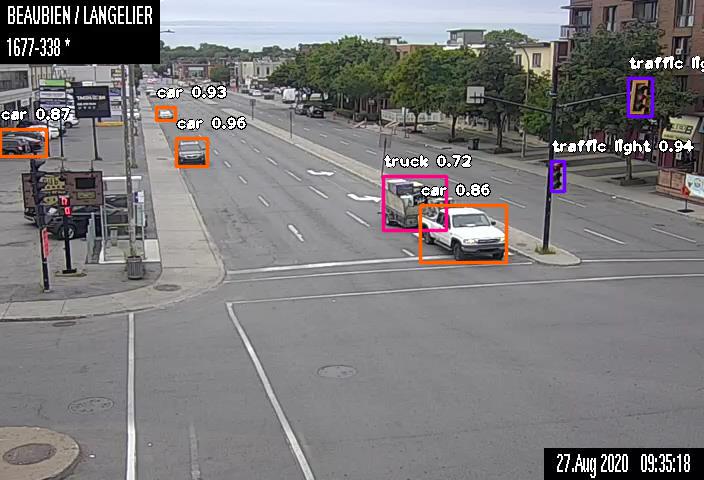 BEAUBIEN / LANGELIER
1677-338 *
traffic lig
car 0.93
car 0.87
car 0.96
traffic light 0.94
truck 0.72
car 0.86
27.Aug 2020 09:35:18